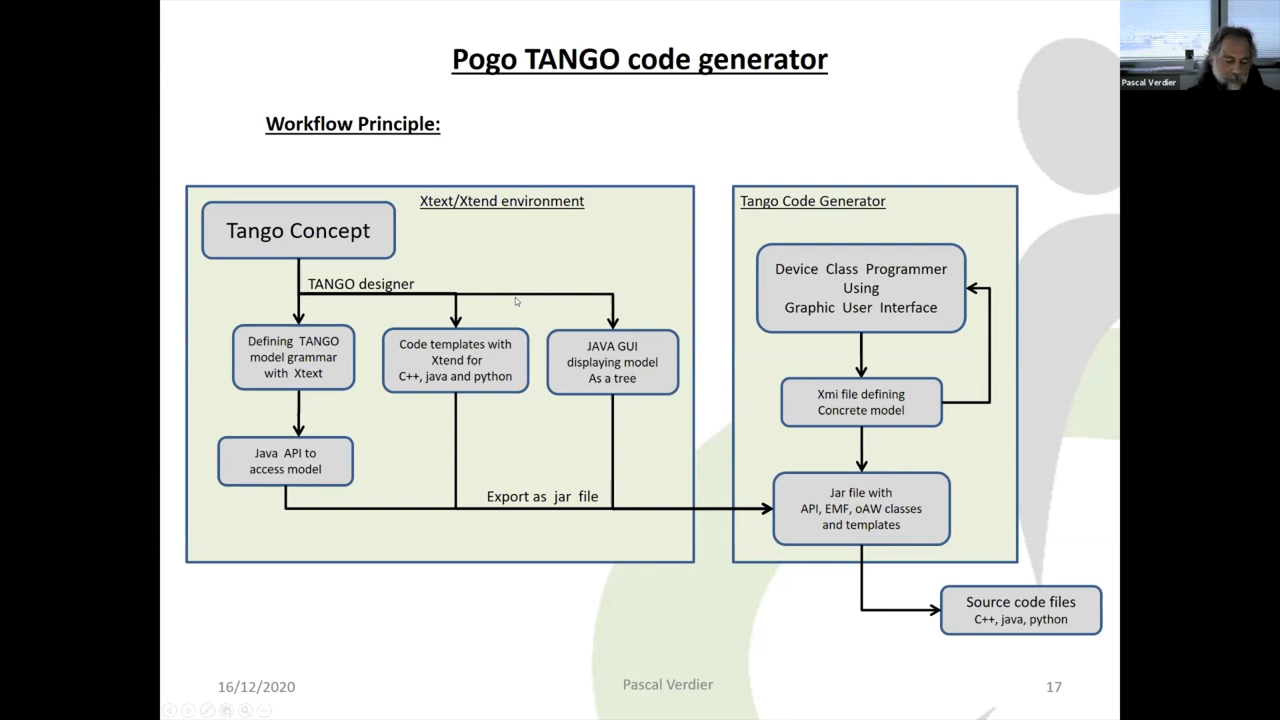 Pogo TANGO code generator
Pascal Verdier
Workflow Principle:
Xtext/Xtend environment
Tango Concept
TANGO designer
Defining TANGO
model grammar
with Xtext
Code templates with
Xtend for
C++, java and python
JAVA GUI
displaying model
As a tree
Java API to
access model
Export as jar file
Tango Code Generator
Device Class Programmer
Using
Graphic User Interface
Xmi file defining
Concrete model
Jar file with
API, EMF, oAW classes
and templates
Source code files
C++, java, python
16/12/2020
Pascal Verdier
17